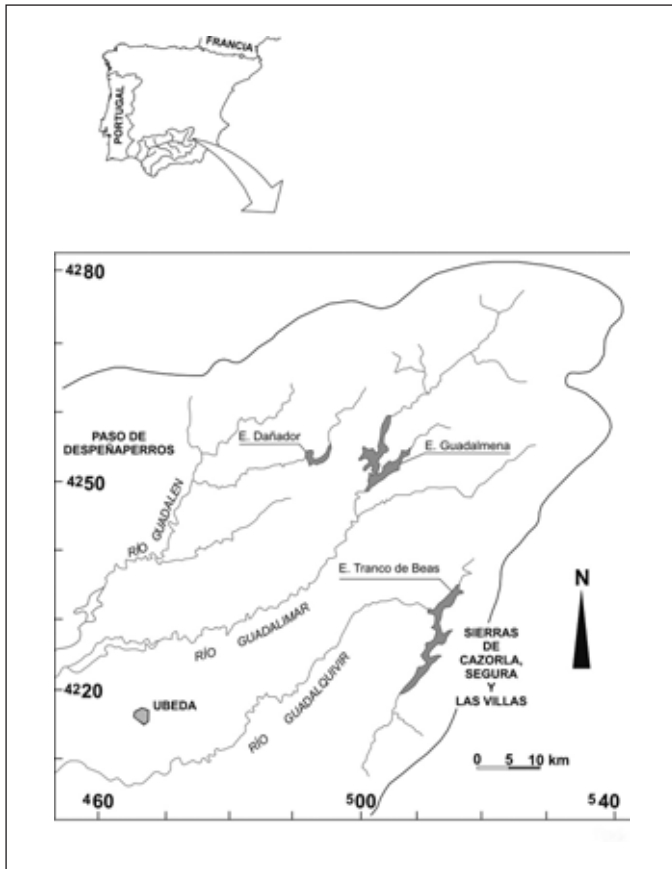 FRANCIA
PORTUGAL
4280
PASO DE
DESPEÑAPERROS
E. Dañador
E. Guadalmena
4250
RÍO GUADALEN
E. Tranco de Beas
N
RÍO GUADALIMAR
SIERRAS
DE
CAZORLA,
SEGURA
Y
LAS VILLAS
4220
UBEDA
RÍO GUADALQUIVIR
0 5 10 km
460
500
540